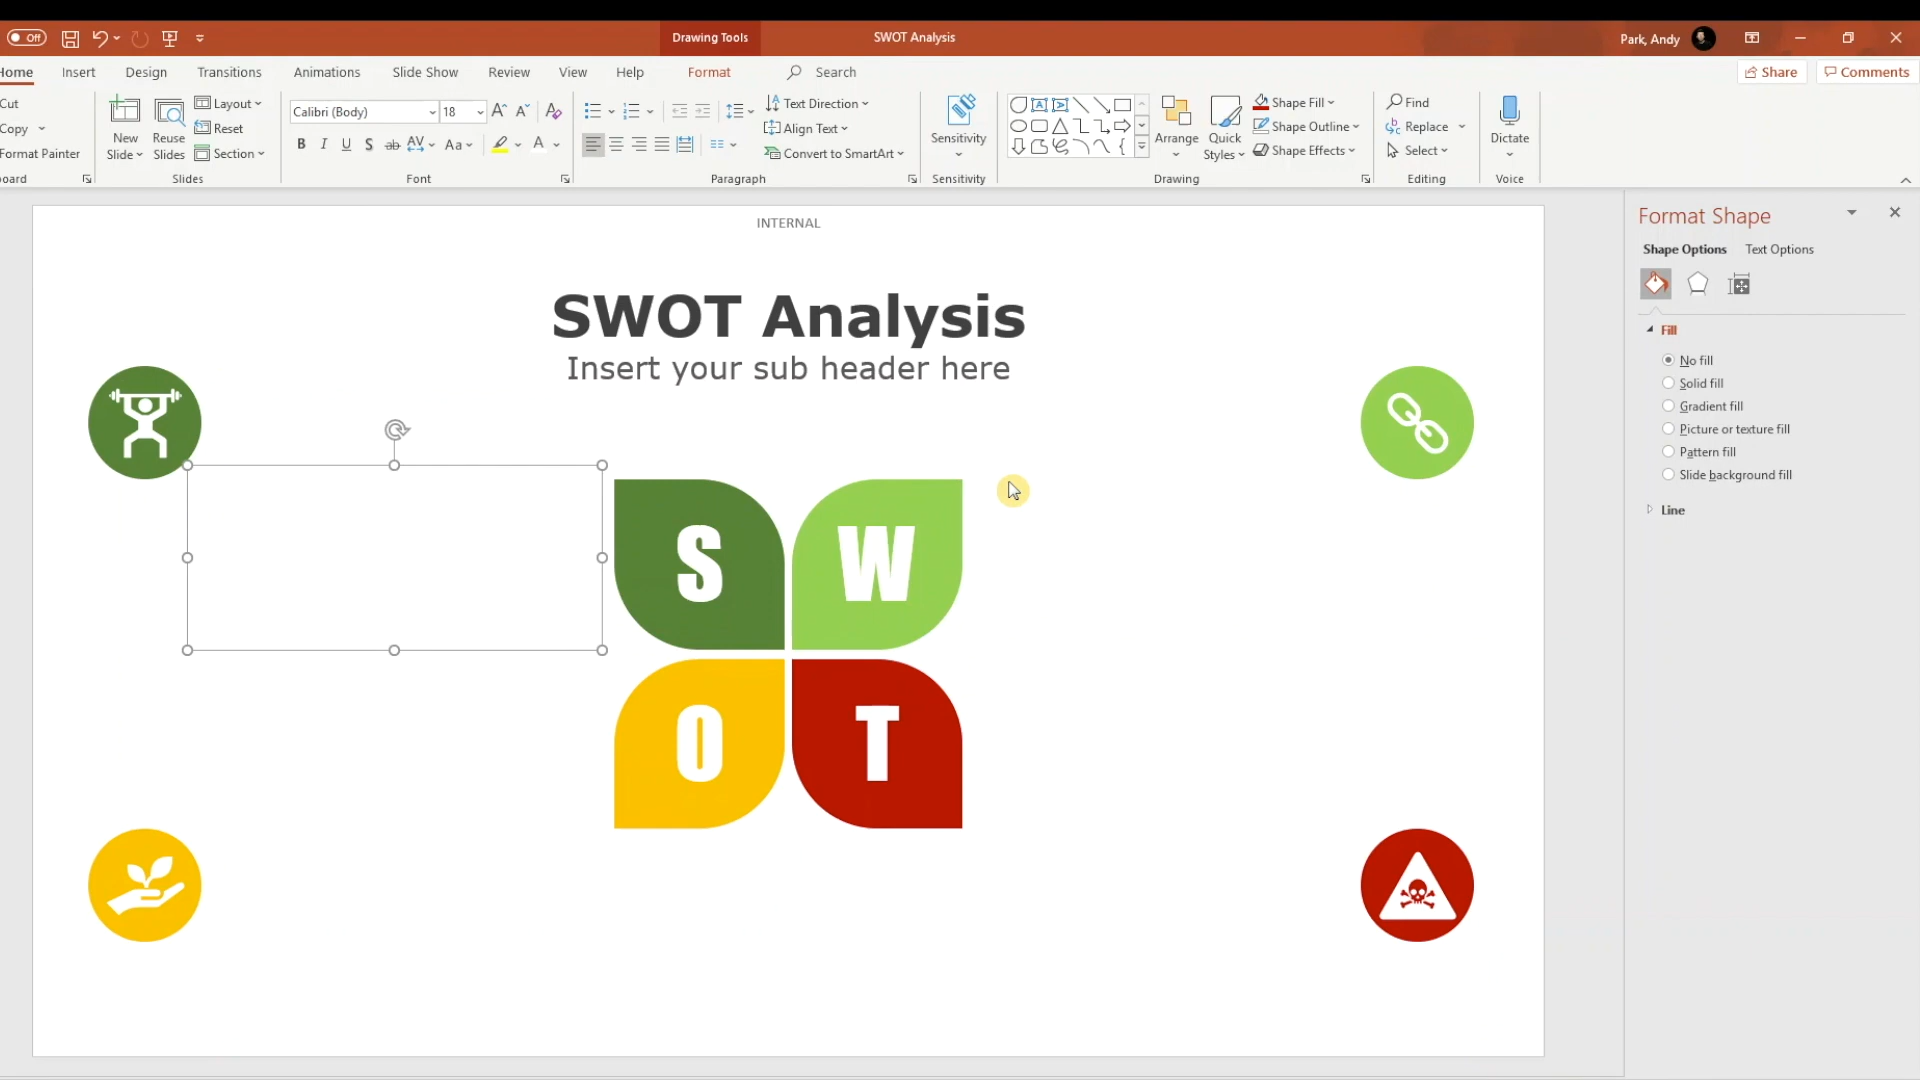 Off
Drawing Tools
SWOT Analysis
Park, Andy
Home
Insert
Design
Transitions
Animations
Slide Show
Review
View
Help
Format
Search
Share
Comments
Cut
Copy
Format Painter
New
Slide
Reuse
Slides
Layout
Reset
Section
Slides
Calibri (Body)
18
B I U S ab AV Aa A
Font
Text Direction
Align Text
Convert to SmartArt
Paragraph
Sensitivity
Sensitivity
Arrange
Quick
Styles
Shape Fill
Shape Outline
Shape Effects
Drawing
Find
Replace
Select
Editing
Dictate
Voice
INTERNAL
SWOT Analysis
Insert your sub header here
S
W
O
T
Format Shape
Shape Options
Text Options
Fill
No fill
Solid fill
Gradient fill
Picture or texture fill
Pattern fill
Slide background fill
Line